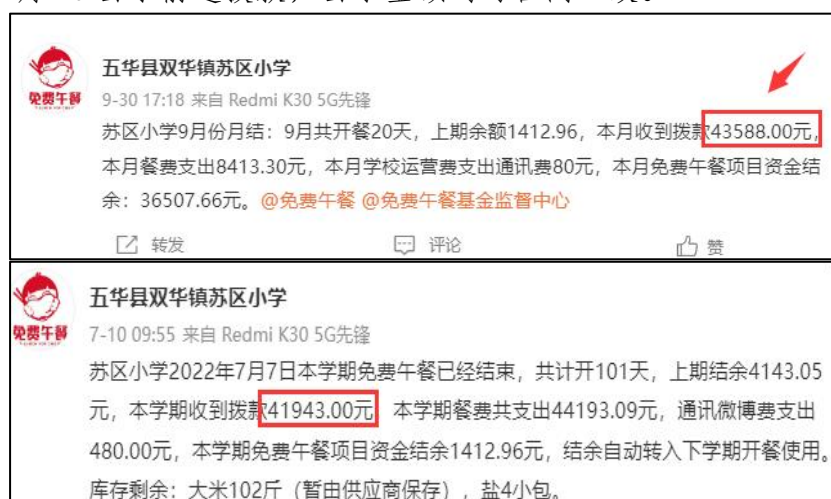 五华县双华镇苏区小学
免费午餐
9-30 17:18 来自 Redmi K30 5G先锋
苏区小学9月份月结：9月共开餐20天，上期余额1412.96，本月收到拨款43588.00元，
本月餐费支出8413.30元，本月学校运营费支出通讯费80元，本月免费午餐项目资金结
余：36507.66元。@免费午餐 @免费午餐基金监督中心
转发 评论 赞
五华县双华镇苏区小学
免费午餐
7-10 09:55 来自 Redmi K30 5G先锋
苏区小学2022年7月7日本学期免费午餐已经结束，共计开101天，上期结余4143.05
元，本学期收到拨款41943.00元，本学期餐费共支出44193.09元，通讯微博费支出
480.00元，本学期免费午餐项目资金结余1412.96元，结余自动转入下学期开餐使用。
库存剩余：大米102斤（暂由供应商保存），盐4小包。